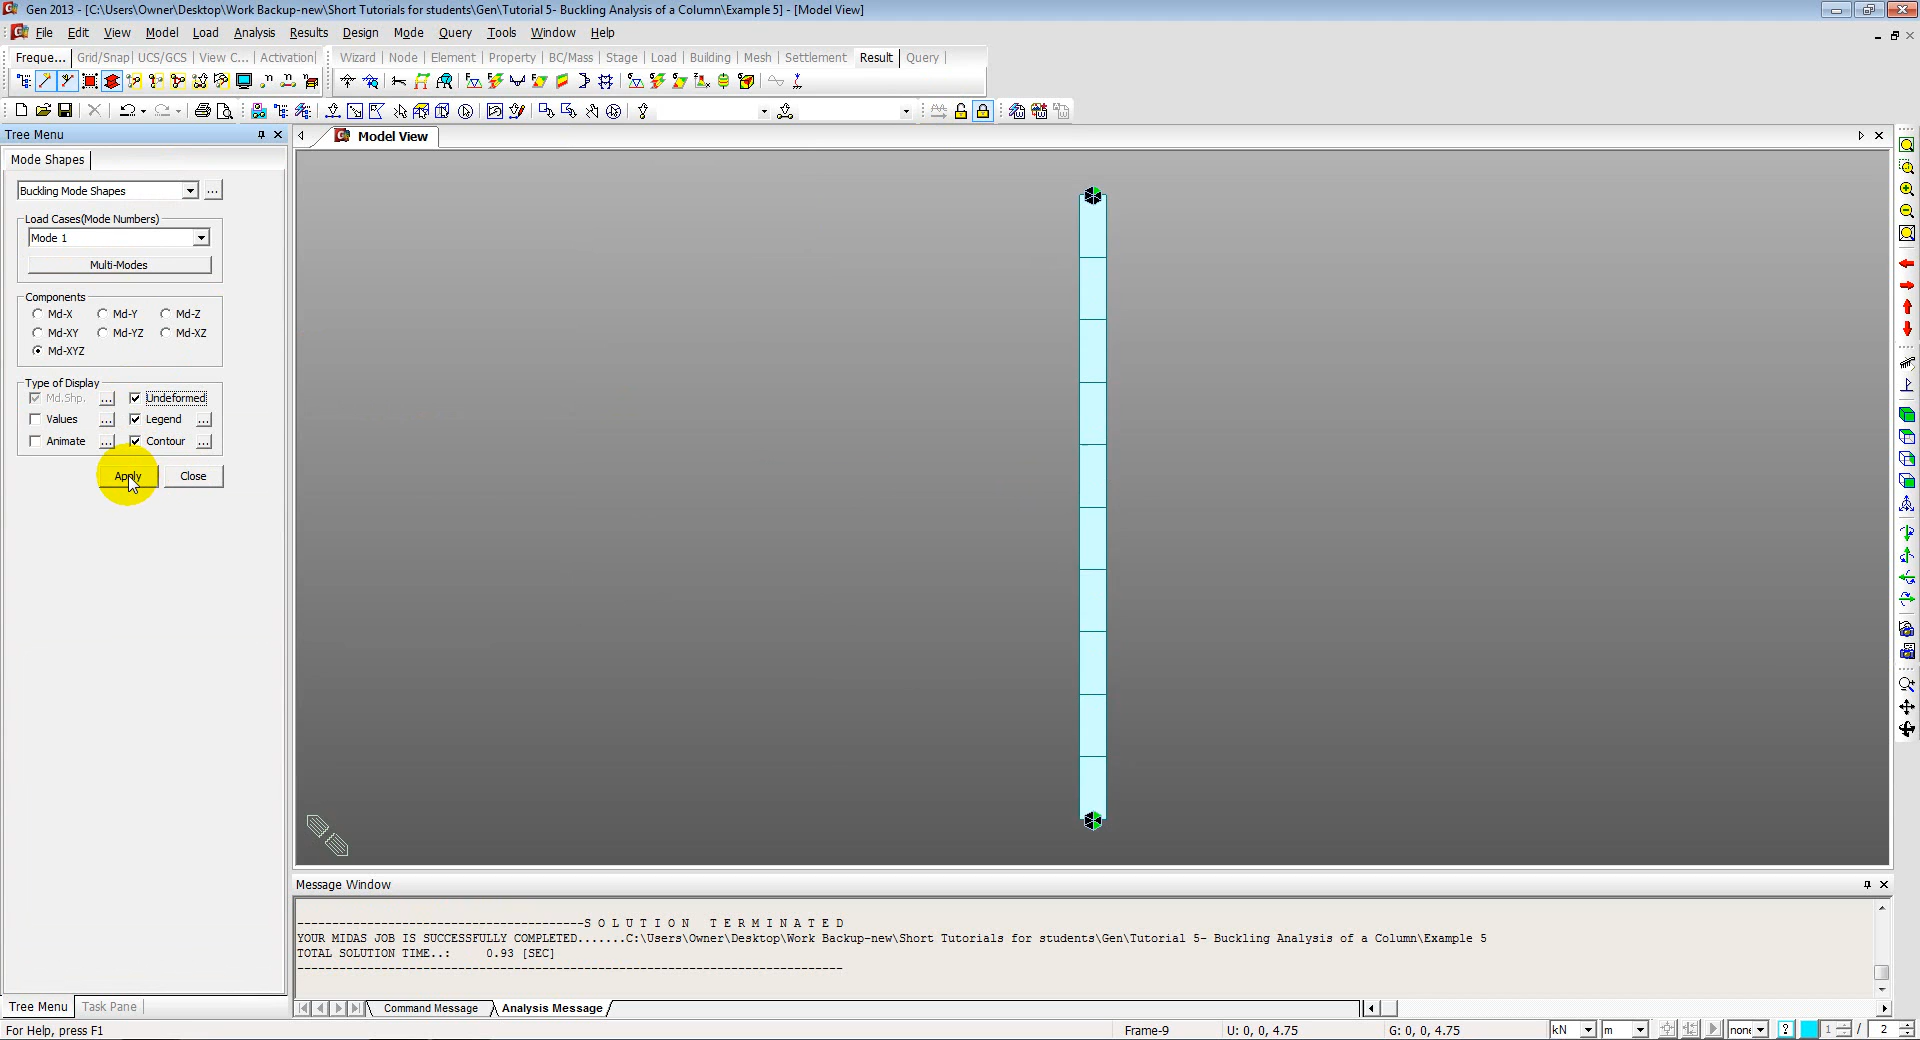 Gen 2013 - [C:\Users\Owner\Desktop\Work Backup-new\Short Tutorials for students\Gen\Tutorial 5- Buckling Analysis of a Column\Example 5] - [Model View]
File Edit View Model Load Analysis Results Design Mode Query Tools Window Help
Freque... Grid/Snap UCS/GCS View C... Activation Wizard Node Element Property BC/Mass Stage Load Building Mesh Settlement Result Query
Tree Menu
Model View
Mode Shapes
Buckling Mode Shapes ...
Load Cases(Mode Numbers)
Mode 1
Multi-Modes
Components
Md-X Md-Y Md-Z
Md-XY Md-YZ Md-XZ
Md-XYZ
Type of Display
Md.Shp. ... Undeformed
Values ... Legend ...
Animate ... Contour ...
Apply Close
Message Window
---------------------------------------S O L U T I O N   T E R M I N A T E D
YOUR MIDAS JOB IS SUCCESSFULLY COMPLETED.......C:\Users\Owner\Desktop\Work Backup-new\Short Tutorials for students\Gen\Tutorial 5- Buckling Analysis of a Column\Example 5
TOTAL SOLUTION TIME..: 0.93 [SEC]
-------------------------------------------------------------------------------
Tree Menu Task Pane Command Message Analysis Message
For Help, press F1 Frame-9 U: 0, 0, 4.75 G: 0, 0, 4.75 kN m none ? 1 / 2